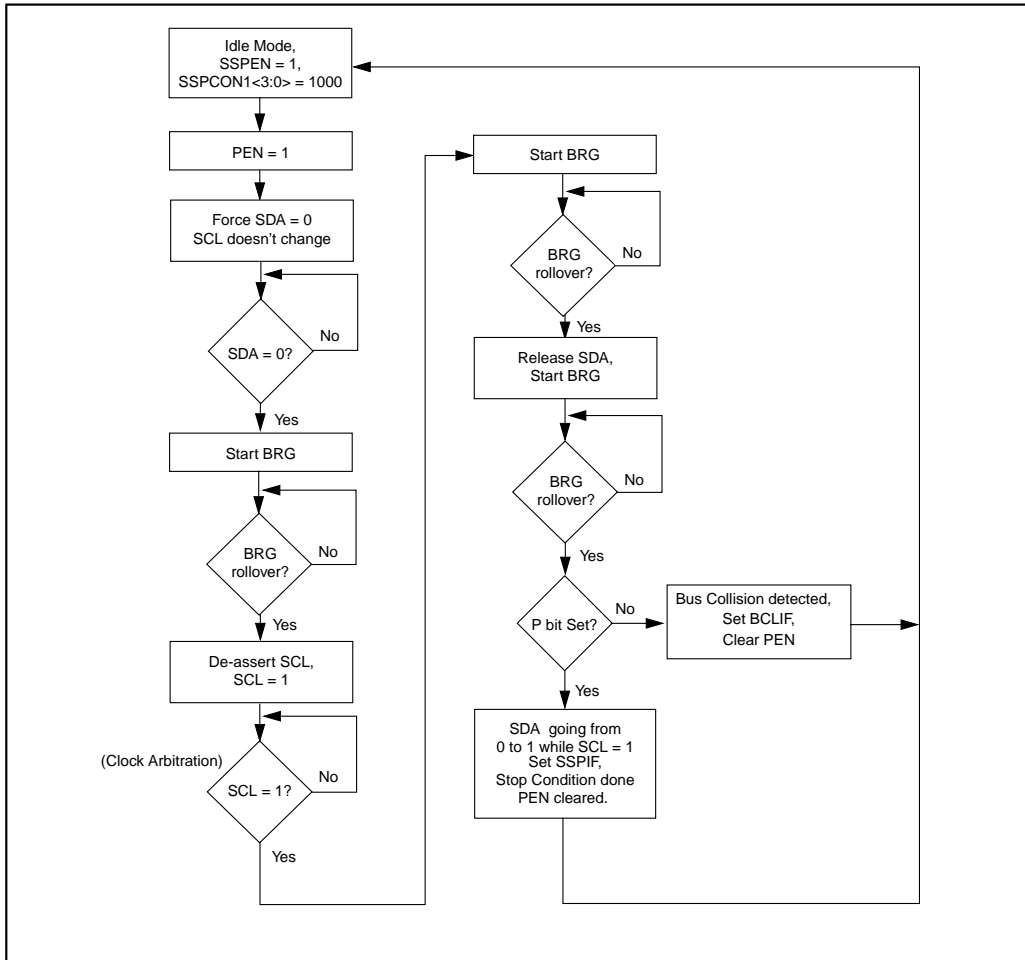 Idle Mode,
SSPEN = 1,
SSPCON1<3:0> = 1000
PEN = 1
Force SDA = 0
SCL doesn't change
SDA = 0?
No
Yes
Start BRG
BRG
rollover?
No
Yes
De-assert SCL,
SCL = 1
(Clock Arbitration)
SCL = 1?
No
Yes
Start BRG
BRG
rollover?
No
Yes
Release SDA,
Start BRG
BRG
rollover?
No
Yes
P bit Set?
No
Bus Collision detected,
Set BCLIF,
Clear PEN
Yes
SDA going from
0 to 1 while SCL = 1
Set SSPIF,
Stop Condition done
PEN cleared.